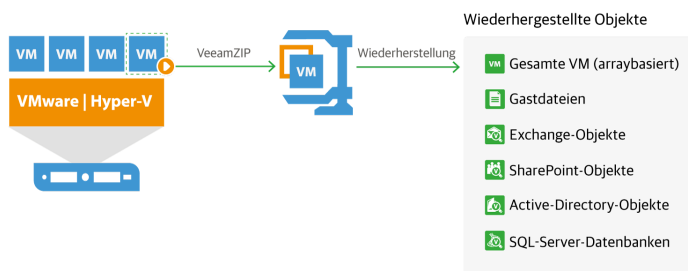 Wiederhergestellte Objekte
VM VM VM VM
VeeamZIP
Wiederherstellung
VM
VMware | Hyper-V
VM Gesamte VM (arraybasiert)
Gastdateien
V Exchange-Objekte
V SharePoint-Objekte
V Active-Directory-Objekte
V SQL-Server-Datenbanken